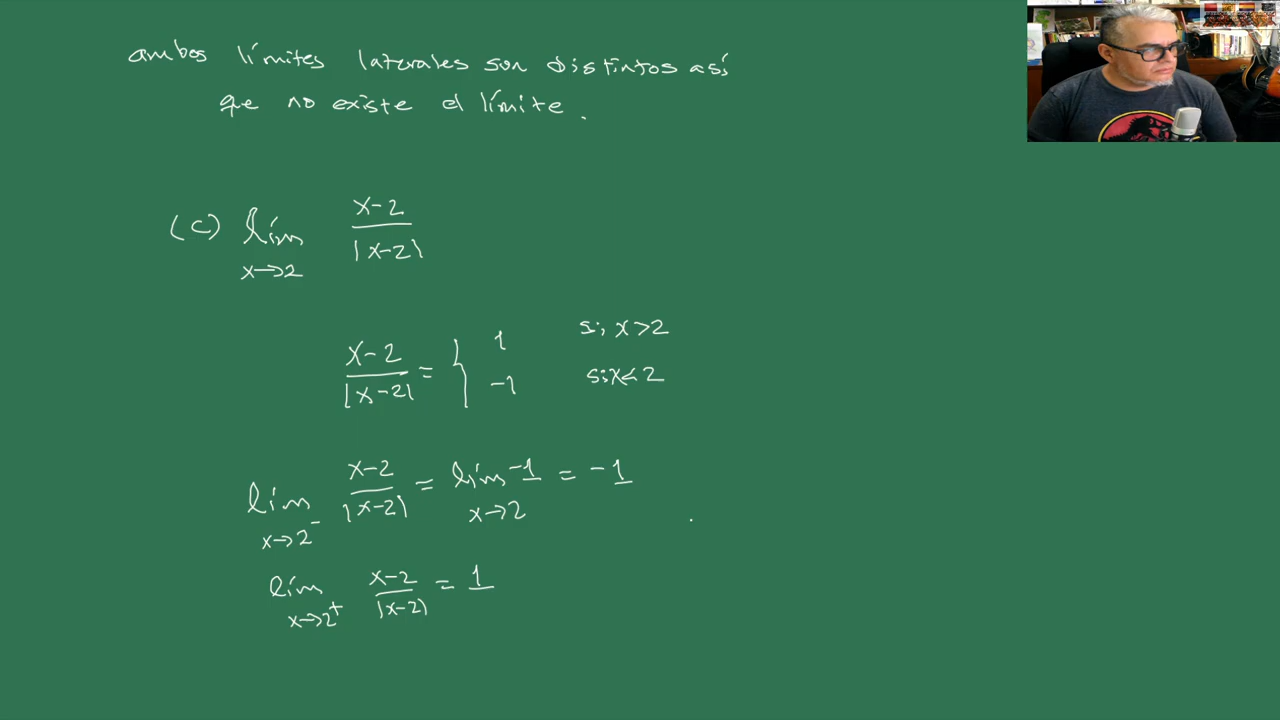 ambos límites laterales son distintos así
que no existe el límite.
(c) lím x→2 x-2 / |x-2|
x-2 / |x-2| = { 1 si x>2
-1 si x<2
lím x→2⁻ x-2 / |x-2| = lím x→2 -1 = -1
lím x→2⁺ x-2 / |x-2| = 1